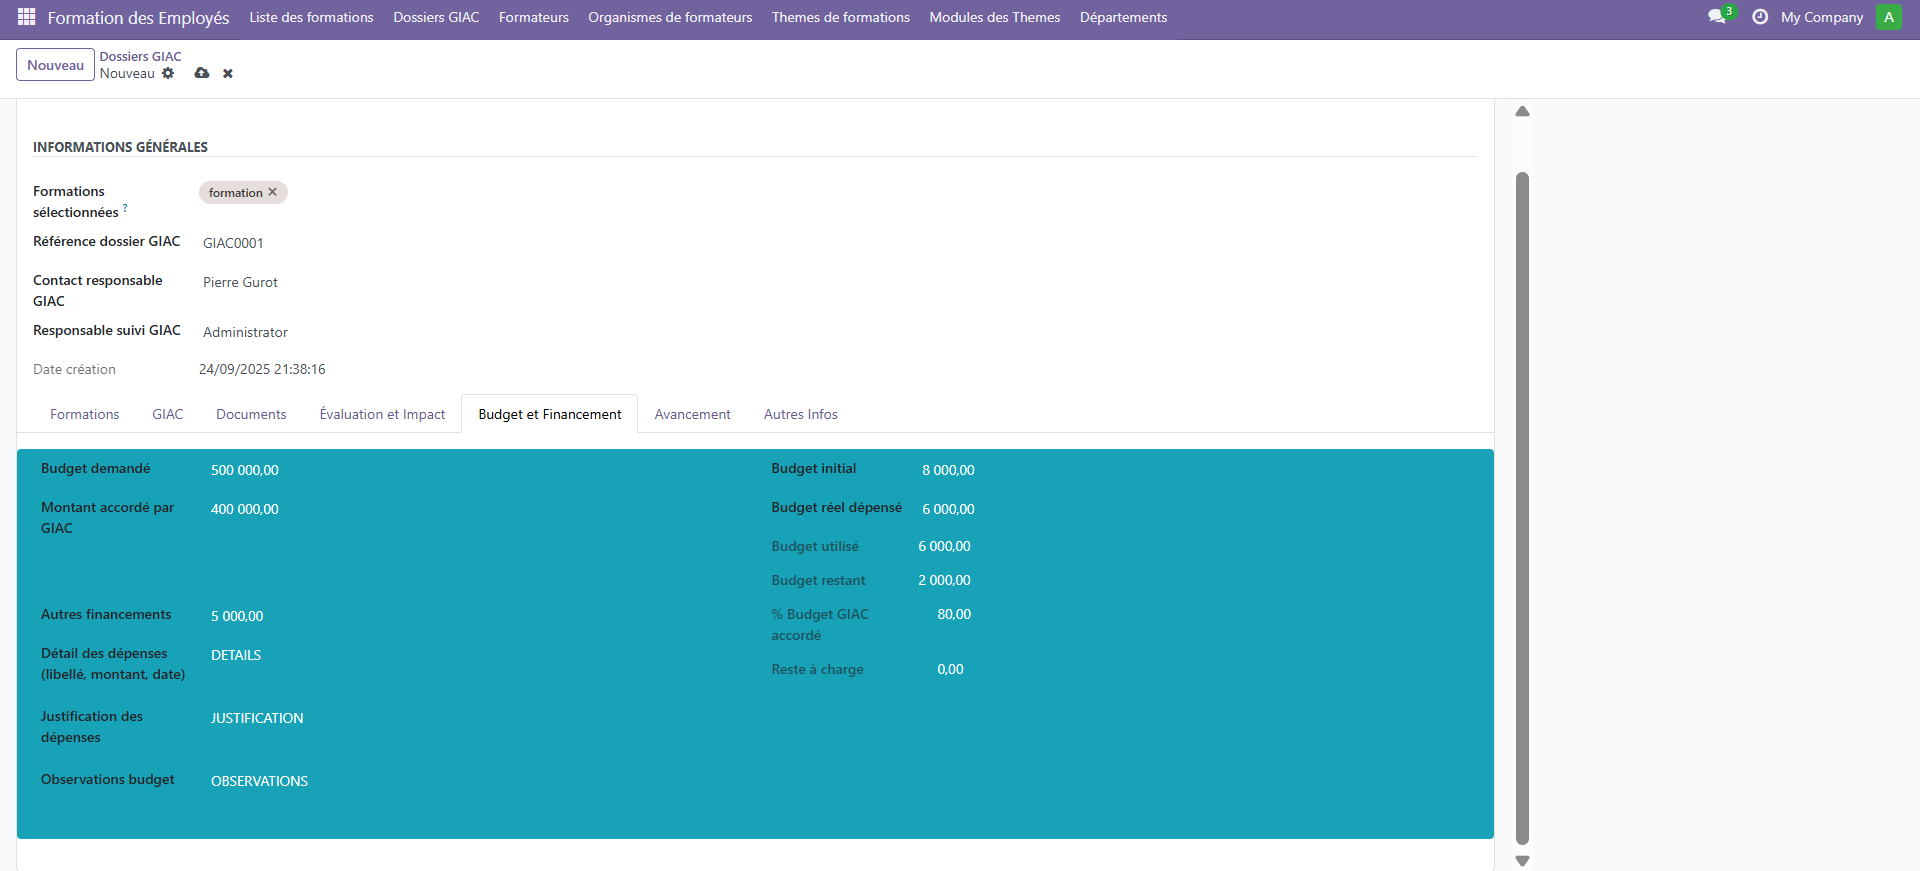 Formation des Employés Liste des formations Dossiers GIAC Formateurs Organismes de formateurs Themes de formations Modules des Themes Départements 3 My Company A
Nouveau
Dossiers GIAC
Nouveau
INFORMATIONS GÉNÉRALES
Formations
sélectionnées ?
formation ✕
Référence dossier GIAC GIAC0001
Contact responsable
GIAC
Pierre Gurot
Responsable suivi GIAC Administrator
Date création 24/09/2025 21:38:16
Formations GIAC Documents Évaluation et Impact Budget et Financement Avancement Autres Infos
Budget demandé 500 000,00
Montant accordé par
GIAC
400 000,00
Autres financements 5 000,00
Détail des dépenses
(libellé, montant, date)
DETAILS
Justification des
dépenses
JUSTIFICATION
Observations budget OBSERVATIONS
Budget initial 8 000,00
Budget réel dépensé 6 000,00
Budget utilisé 6 000,00
Budget restant 2 000,00
% Budget GIAC
accordé
80,00
Reste à charge 0,00